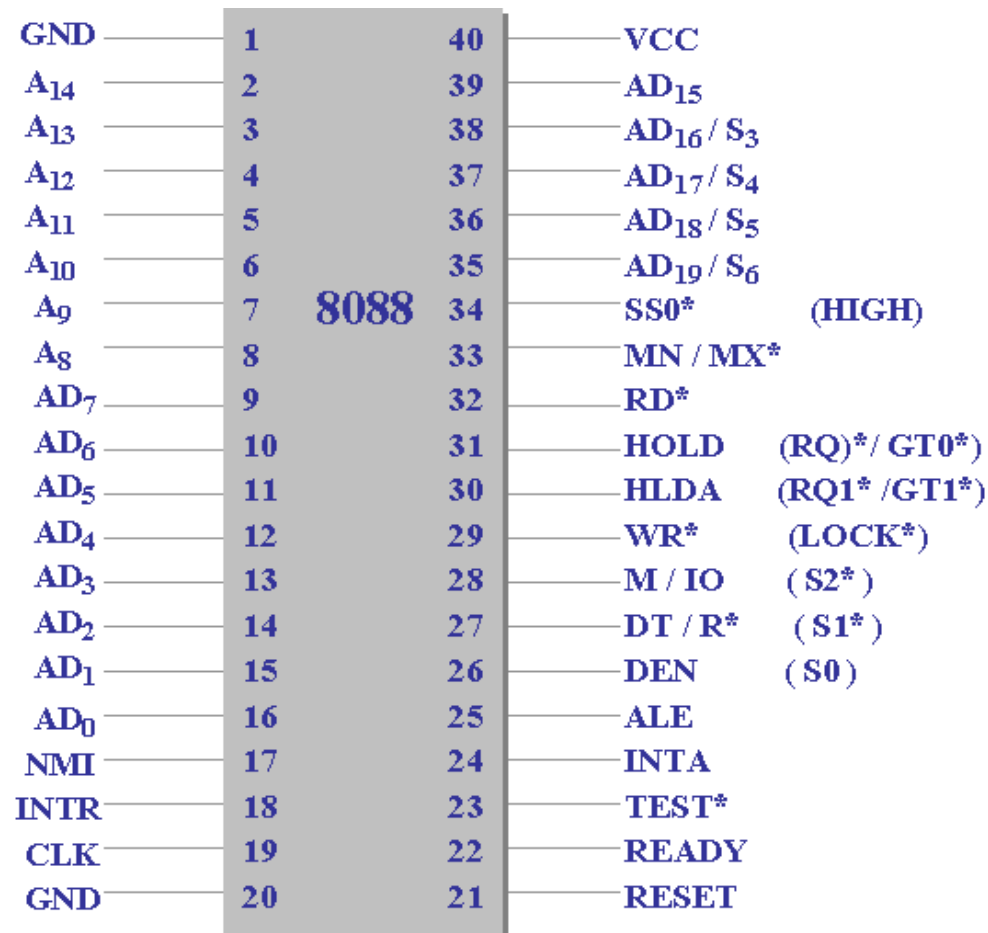 GND 1 40 VCC
A14 2 39 AD15
A13 3 38 AD16 / S3
A12 4 37 AD17 / S4
A11 5 36 AD18 / S5
A10 6 35 AD19 / S6
A9 7 8088 34 SS0* (HIGH)
A8 8 33 MN / MX*
AD7 9 32 RD*
AD6 10 31 HOLD (RQ)*/ GT0*)
AD5 11 30 HLDA (RQ1* /GT1*)
AD4 12 29 WR* (LOCK*)
AD3 13 28 M / IO ( S2* )
AD2 14 27 DT / R* ( S1* )
AD1 15 26 DEN ( S0 )
AD0 16 25 ALE
NMI 17 24 INTA
INTR 18 23 TEST*
CLK 19 22 READY
GND 20 21 RESET